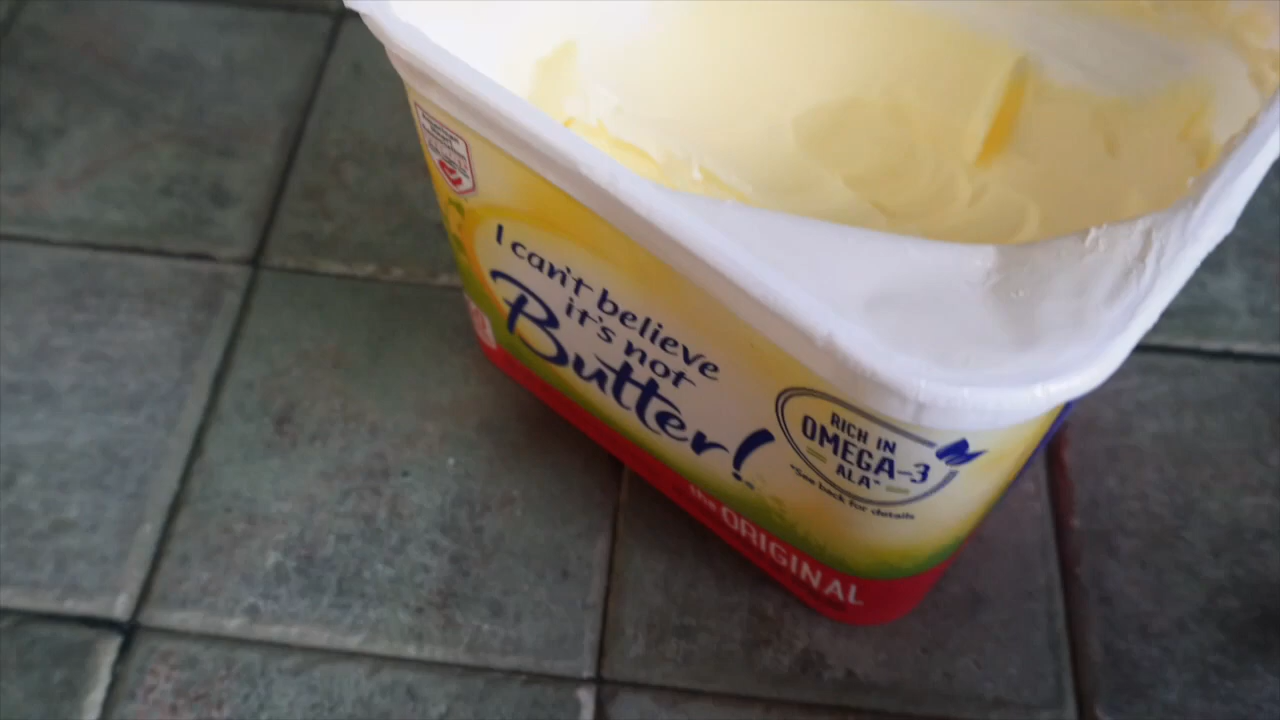 I can't believe
it's not
Butter!
RICH IN
OMEGA-3
ALA*
*See back for details
the ORIGINAL